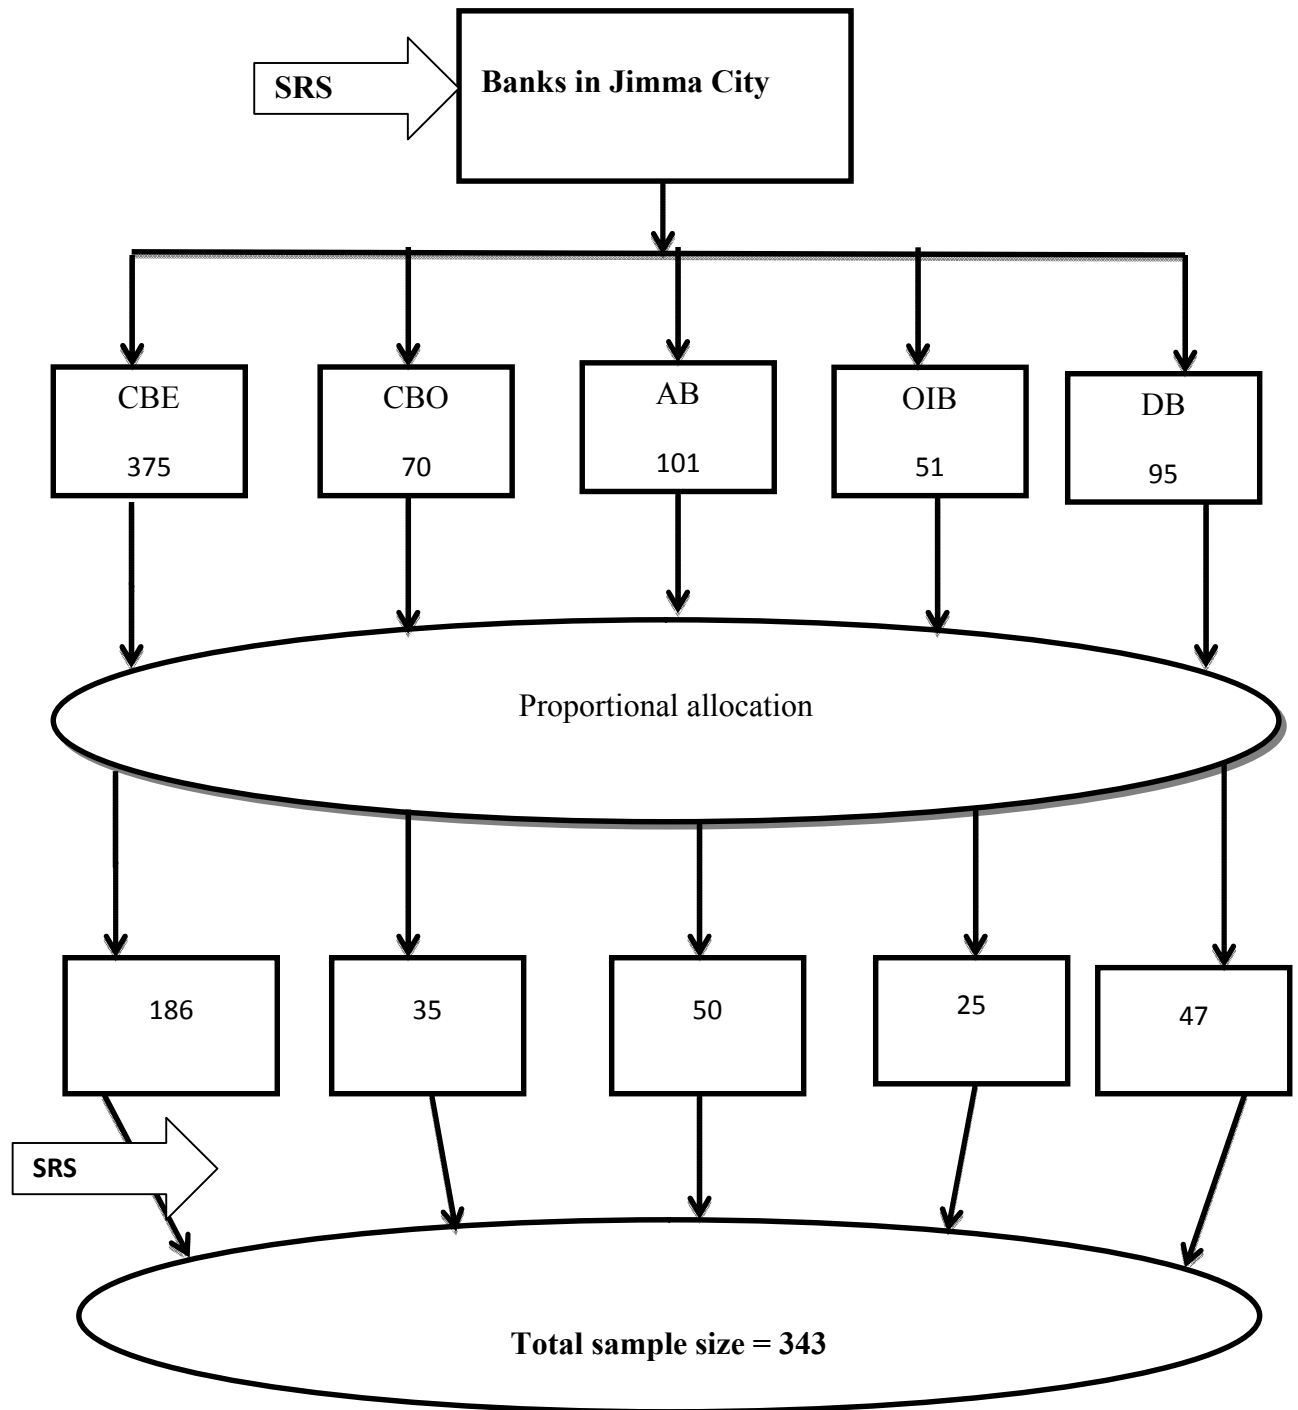 SRS
Banks in Jimma City
CBE
375
CBO
70
AB
101
OIB
51
DB
95
Proportional allocation
186
35
50
25
47
SRS
Total sample size = 343